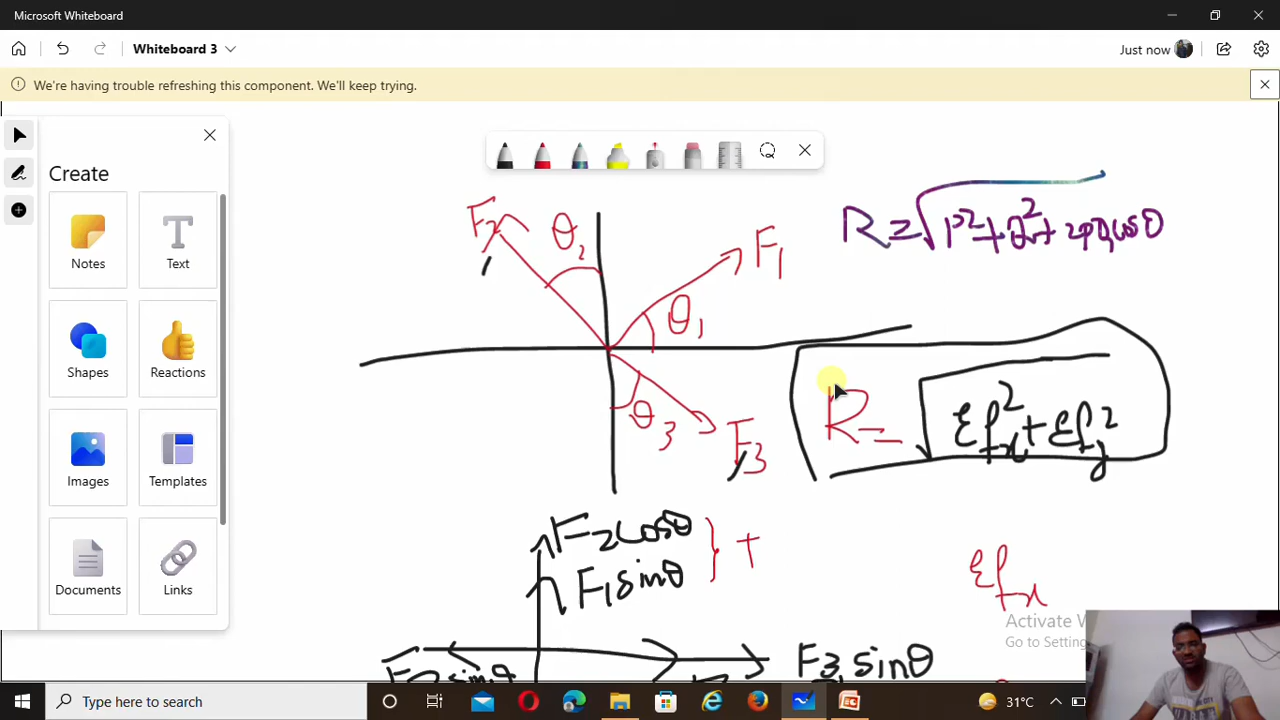 Microsoft Whiteboard
Whiteboard 3
Just now
We're having trouble refreshing this component. We'll keep trying.
Create
Notes
Text
Shapes
Reactions
Images
Templates
Documents
Links
F2
θ2
F1
θ1
R = √P²+Q²+2PQcosθ
θ3
F3
R = √Σfx²+Σfy²
F2cosθ
F1sinθ
} +
Σfx
F3 sinθ
Activate W
Go to Setting
Type here to search
31°C